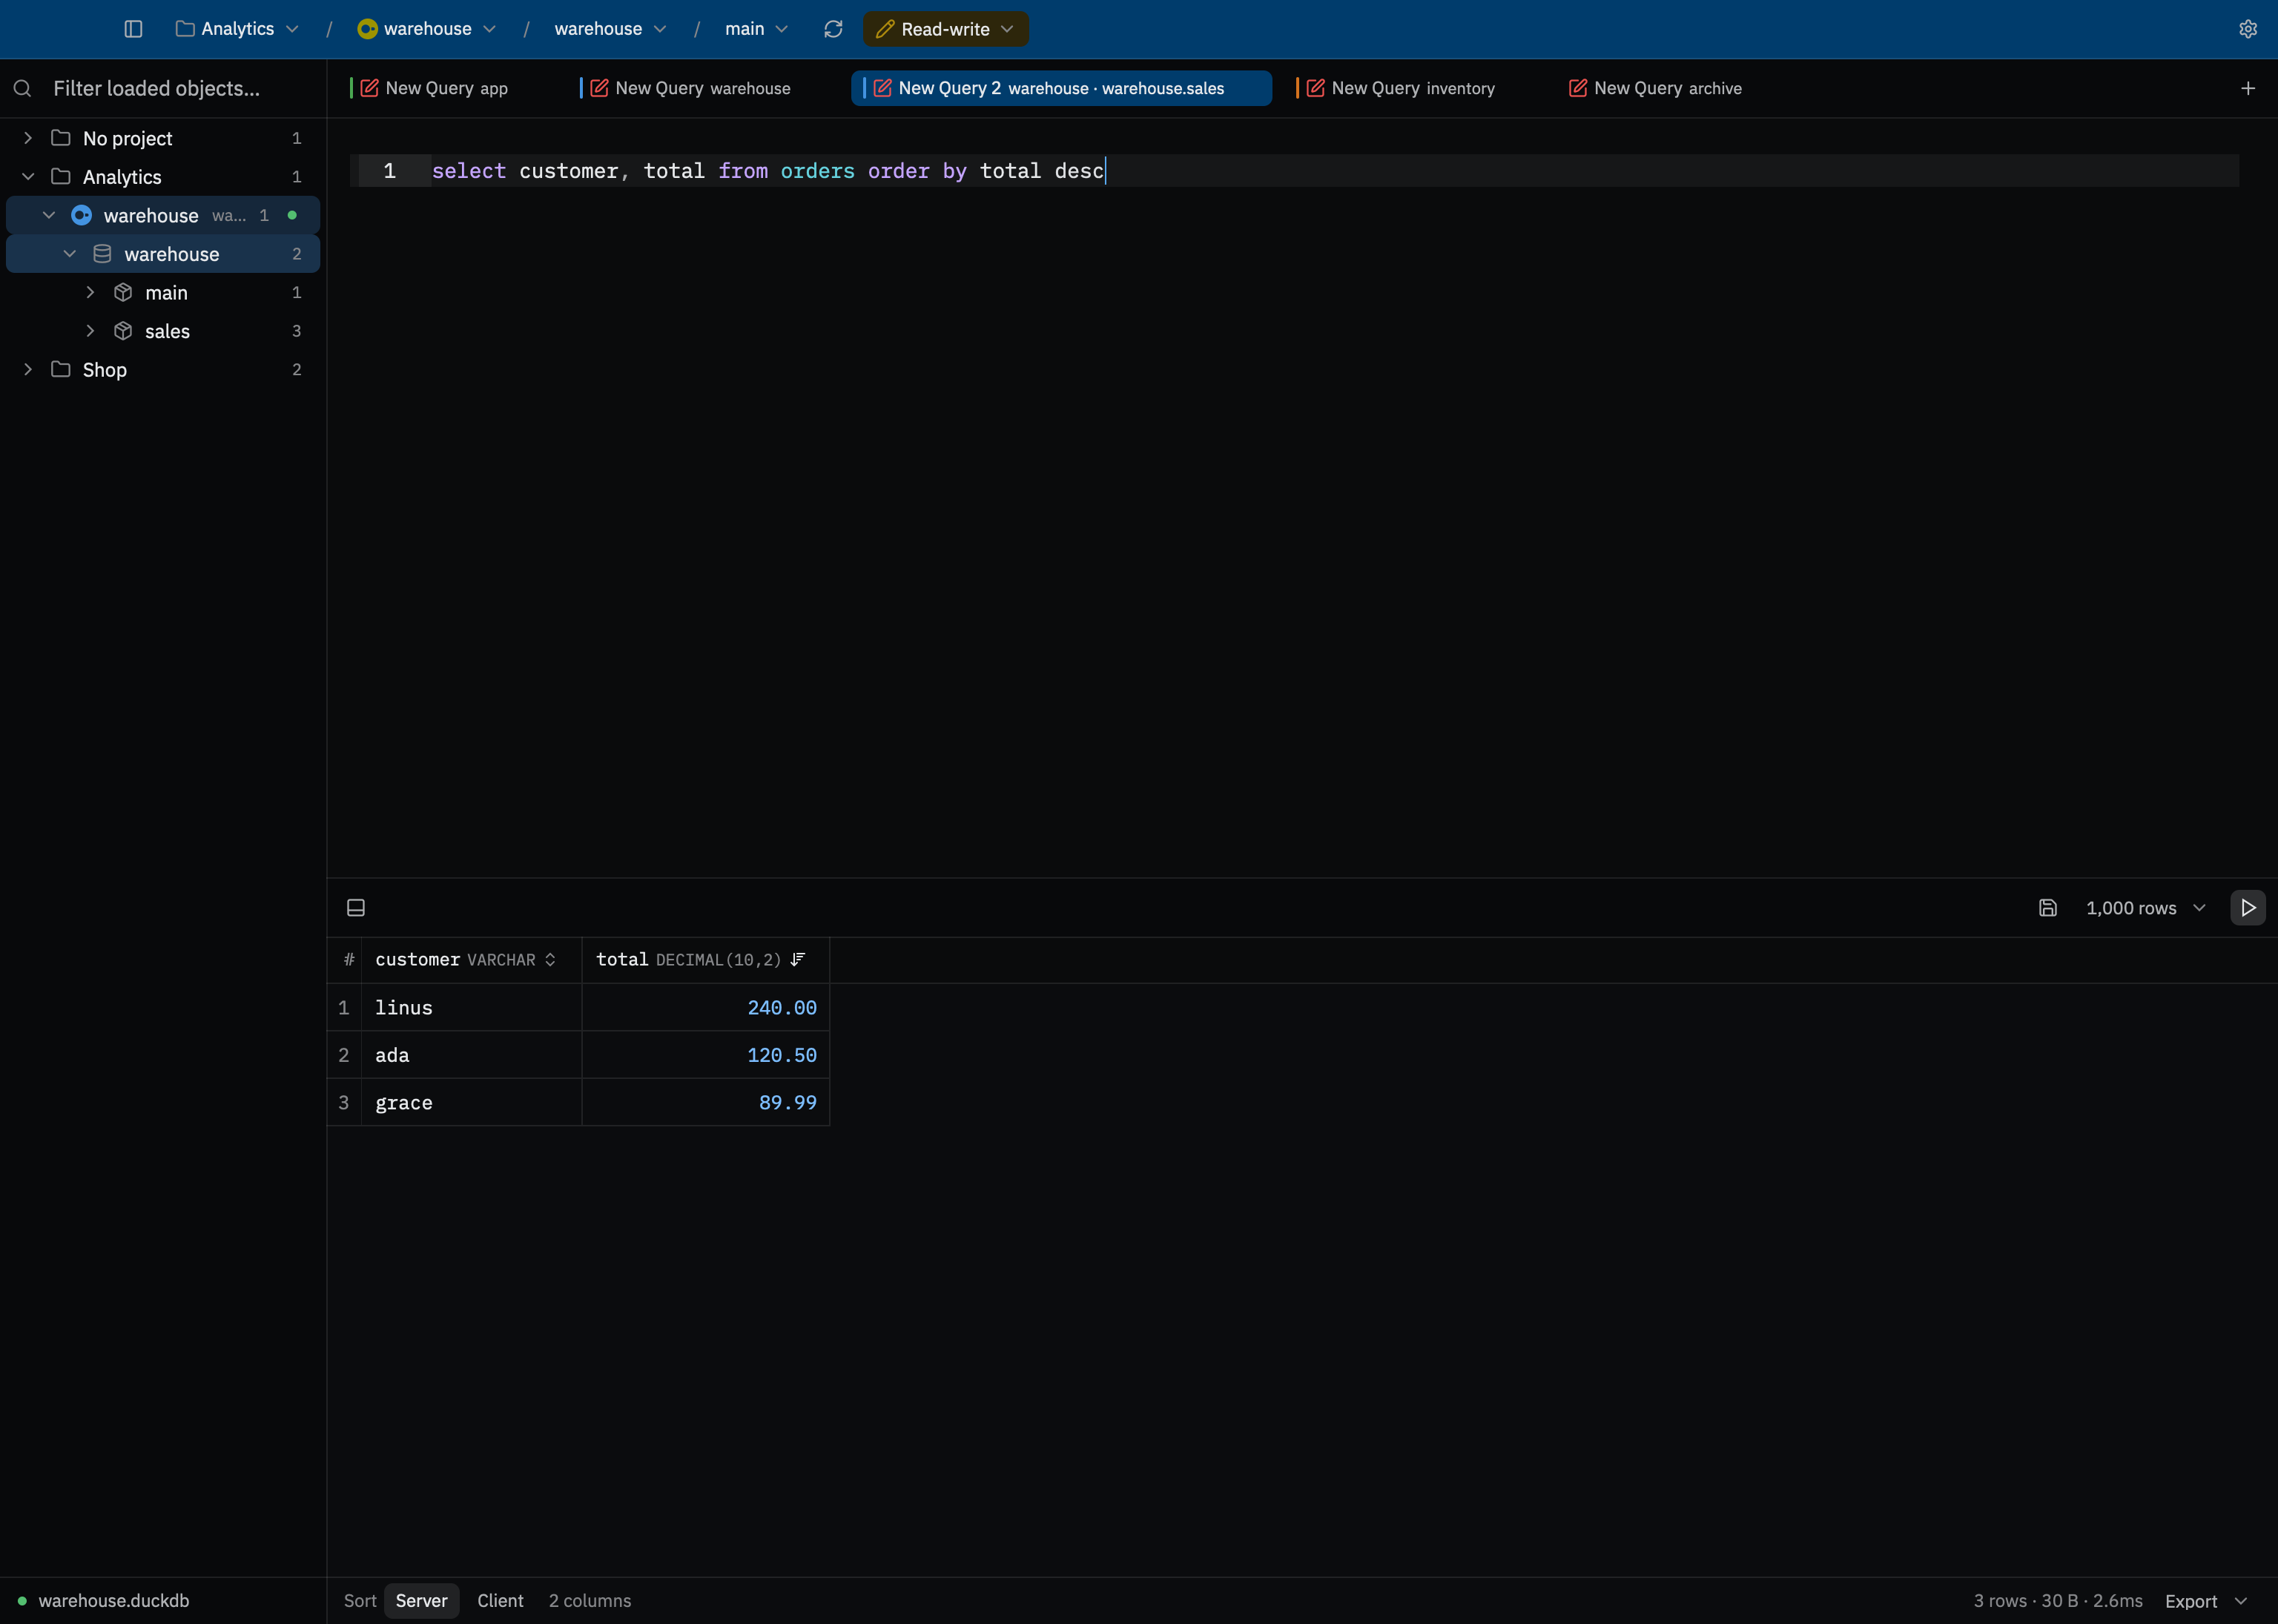 Analytics / warehouse / warehouse / main Read-write
Filter loaded objects...
New Query app
New Query warehouse
New Query 2 warehouse · warehouse.sales
New Query inventory
New Query archive
No project 1
Analytics 1
warehouse wa... 1
warehouse 2
main 1
sales 3
Shop 2
1 select customer, total from orders order by total desc
1,000 rows
# customer VARCHAR total DECIMAL(10,2)
1 linus 240.00
2 ada 120.50
3 grace 89.99
warehouse.duckdb
Sort Server Client 2 columns
3 rows · 30 B · 2.6ms Export